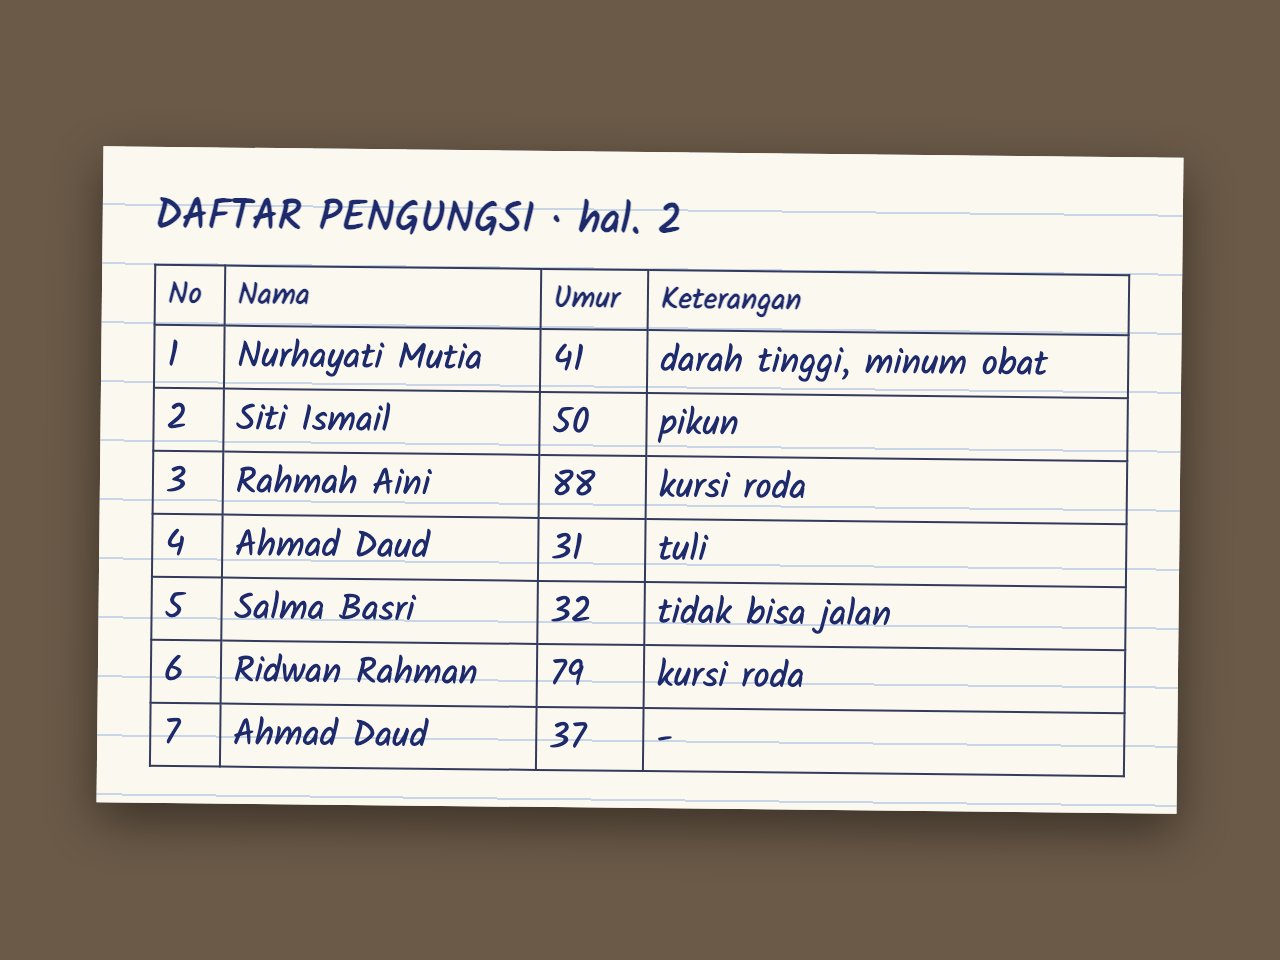 DAFTAR PENGUNGSI · hal. 2
No Nama Umur Keterangan
1 Nurhayati Mutia 41 darah tinggi, minum obat
2 Siti Ismail 50 pikun
3 Rahmah Aini 88 kursi roda
4 Ahmad Daud 31 tuli
5 Salma Basri 32 tidak bisa jalan
6 Ridwan Rahman 79 kursi roda
7 Ahmad Daud 37 -